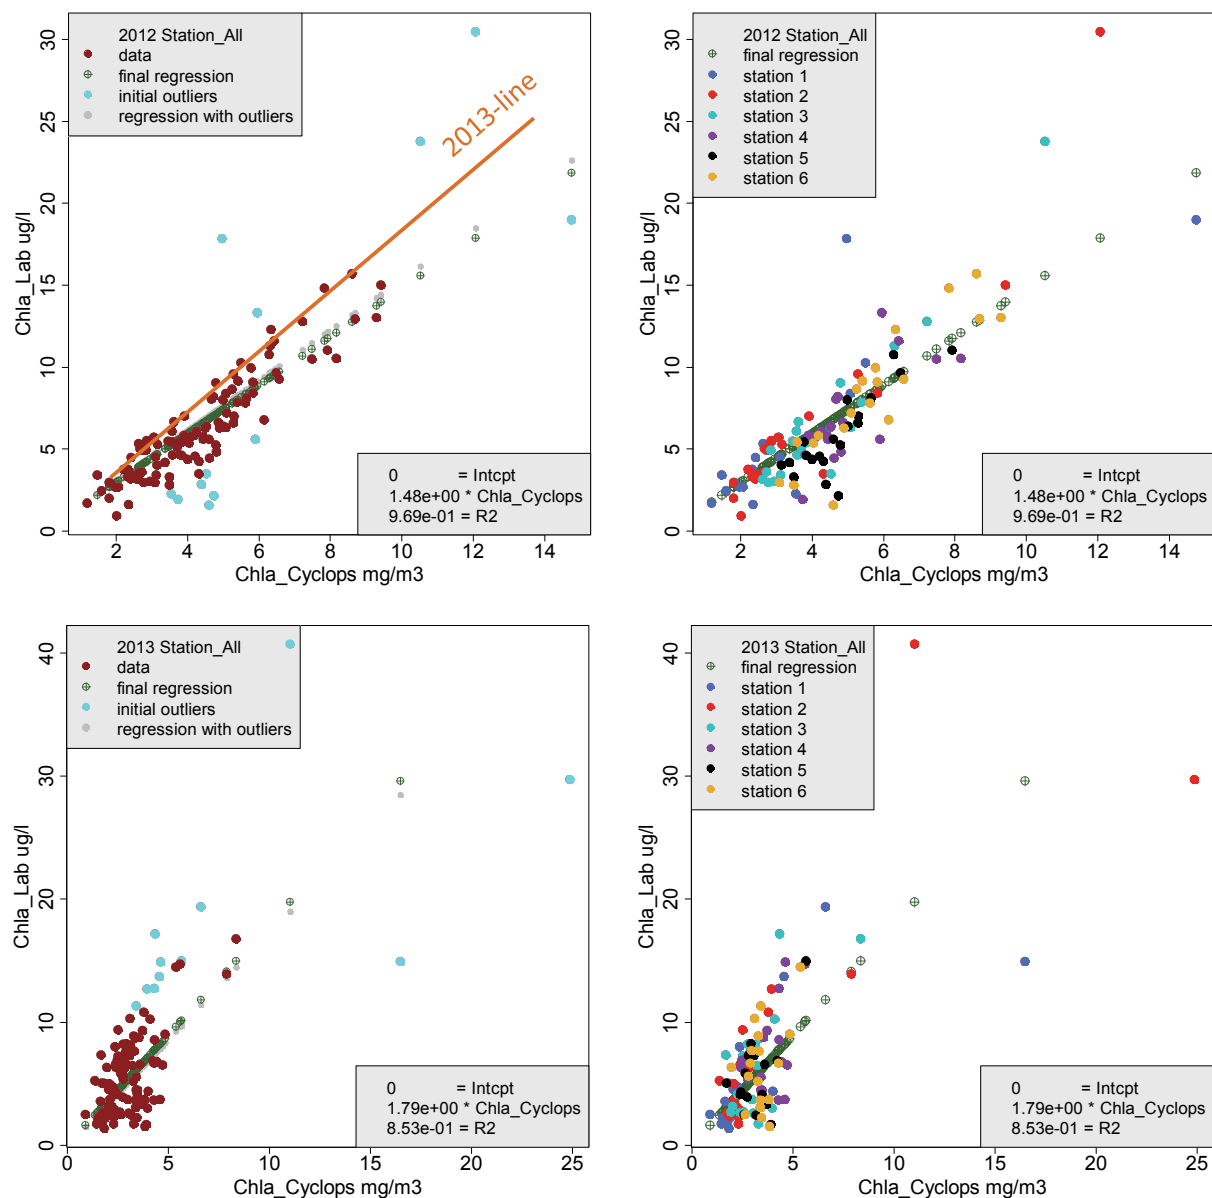 2012 Station_All
data
final regression
initial outliers
regression with outliers
2013-line
30
25
20
15
10
5
0
Chla_Lab ug/l
0 = Intcpt
1.48e+00 * Chla_Cyclops
9.69e-01 = R2
2 4 6 8 10 12 14
Chla_Cyclops mg/m3
2012 Station_All
final regression
station 1
station 2
station 3
station 4
station 5
station 6
30
25
20
15
10
5
0
Chla_Lab ug/l
0 = Intcpt
1.48e+00 * Chla_Cyclops
9.69e-01 = R2
2 4 6 8 10 12 14
Chla_Cyclops mg/m3
2013 Station_All
data
final regression
initial outliers
regression with outliers
40
30
20
10
0
Chla_Lab ug/l
0 = Intcpt
1.79e+00 * Chla_Cyclops
8.53e-01 = R2
0 5 10 15 20 25
Chla_Cyclops mg/m3
2013 Station_All
final regression
station 1
station 2
station 3
station 4
station 5
station 6
40
30
20
10
0
Chla_Lab ug/l
0 = Intcpt
1.79e+00 * Chla_Cyclops
8.53e-01 = R2
0 5 10 15 20 25
Chla_Cyclops mg/m3